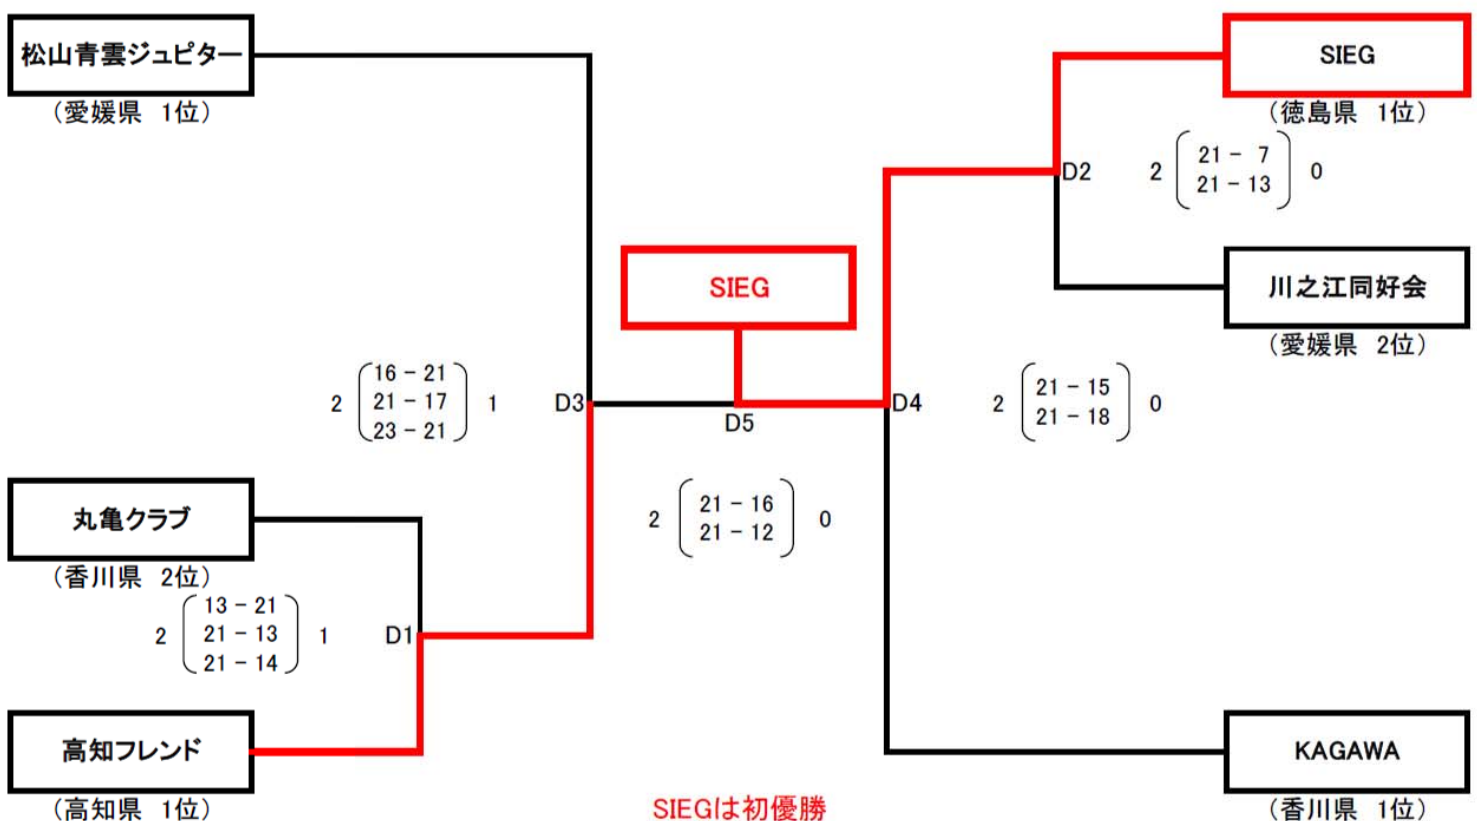 松山青雲ジュピター
(愛媛県 1位)
SIEG
(徳島県 1位)
D2
2 21 - 7 0
21 - 13
川之江同好会
(愛媛県 2位)
SIEG
16 - 21
2 21 - 17 1
23 - 21
D3
D5
D4
2 21 - 15 0
21 - 18
2 21 - 16 0
21 - 12
丸亀クラブ
(香川県 2位)
13 - 21
2 21 - 13 1
21 - 14
D1
高知フレンド
(高知県 1位)
KAGAWA
(香川県 1位)
SIEGは初優勝